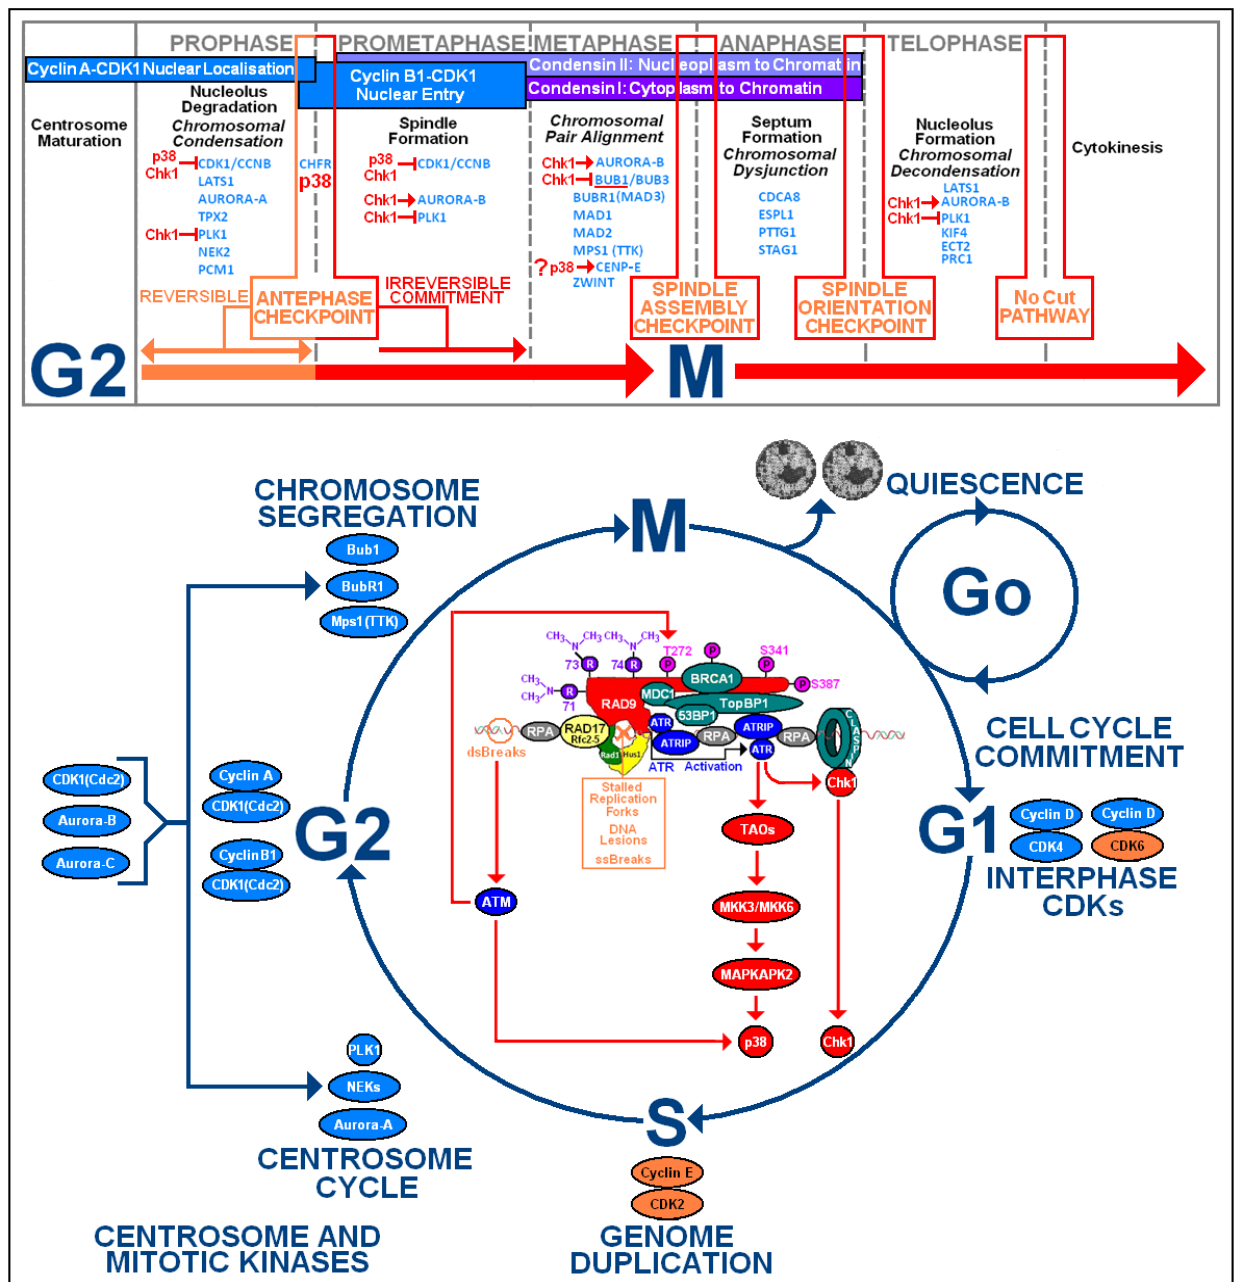 PROPHASE
PROMETAPHASE
METAPHASE
ANAPHASE
TELOPHASE
Cyclin A-CDK1 Nuclear Localisation
Condensin II: Nucleoplasm to Chromatin
Cyclin B1-CDK1
Nuclear Entry
Condensin I: Cytoplasm to Chromatin
Centrosome
Maturation
Nucleolus
Degradation
Chromosomal
Condensation
p38
Chk1
CDK1/CCNB
LATS1
AURORA-A
TPX2
Chk1
PLK1
NEK2
PCM1
CHFR
p38
Spindle
Formation
p38
Chk1
CDK1/CCNB
Chk1
AURORA-B
Chk1
PLK1
Chromosomal
Pair Alignment
Chk1
AURORA-B
Chk1
BUB1/BUB3
BUBR1(MAD3)
MAD1
MAD2
MPS1 (TTK)
?p38
CENP-E
ZWINT
Septum
Formation
Chromosomal
Dysjunction
CDCA8
ESPL1
PTTG1
STAG1
Nucleolus
Formation
Chromosomal
Decondensation
LATS1
Chk1
AURORA-B
Chk1
PLK1
KIF4
ECT2
PRC1
Cytokinesis
REVERSIBLE
ANTEPHASE
CHECKPOINT
IRREVERSIBLE
COMMITMENT
SPINDLE
ASSEMBLY
CHECKPOINT
SPINDLE
ORIENTATION
CHECKPOINT
No Cut
PATHWAY
G2
M
CHROMOSOME
SEGREGATION
Bub1
BubR1
Mps1(TTK)
M
QUIESCENCE
Go
CH3
CH3
N
CH3
CH3
N
CH3
CH3
N
73
R
74
R
71
R
T272
P
P
S341
P
P
S387
BRCA1
MDC1
RAD9
TopBP1
53BP1
ATR
ATRIP
ATRIP
ATR
RPA
RPA
RPA
RAD17
Rfc2-5
Rad1
Hus1
CLASPIN
dsBreaks
ATR Activation
Chk1
Stalled
Replication
Forks
DNA
Lesions
ssBreaks
TAOs
MKK3/MKK6
MAPKAPK2
p38
Chk1
ATM
CELL CYCLE
COMMITMENT
G1
Cyclin D
CDK4
Cyclin D
CDK6
INTERPHASE
CDKs
CDK1(Cdc2)
Aurora-B
Aurora-C
Cyclin A
CDK1(Cdc2)
Cyclin B1
CDK1(Cdc2)
G2
PLK1
NEKs
Aurora-A
CENTROSOME
CYCLE
S
Cyclin E
CDK2
GENOME
DUPLICATION
CENTROSOME AND
MITOTIC KINASES